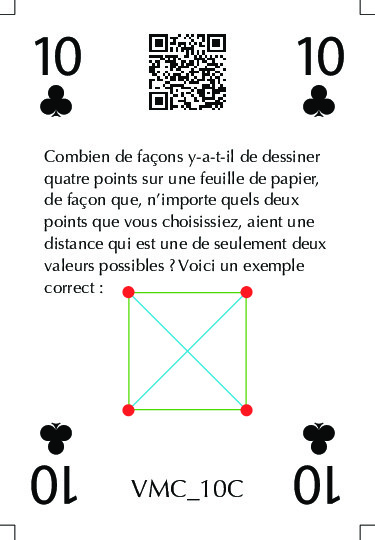 10 10
Combien de façons y-a-t-il de dessiner
quatre points sur une feuille de papier,
de façon que, n’importe quels deux
points que vous choisissiez, aient une
distance qui est une de seulement deux
valeurs possibles ? Voici un exemple
correct :
10 VMC_10C 10